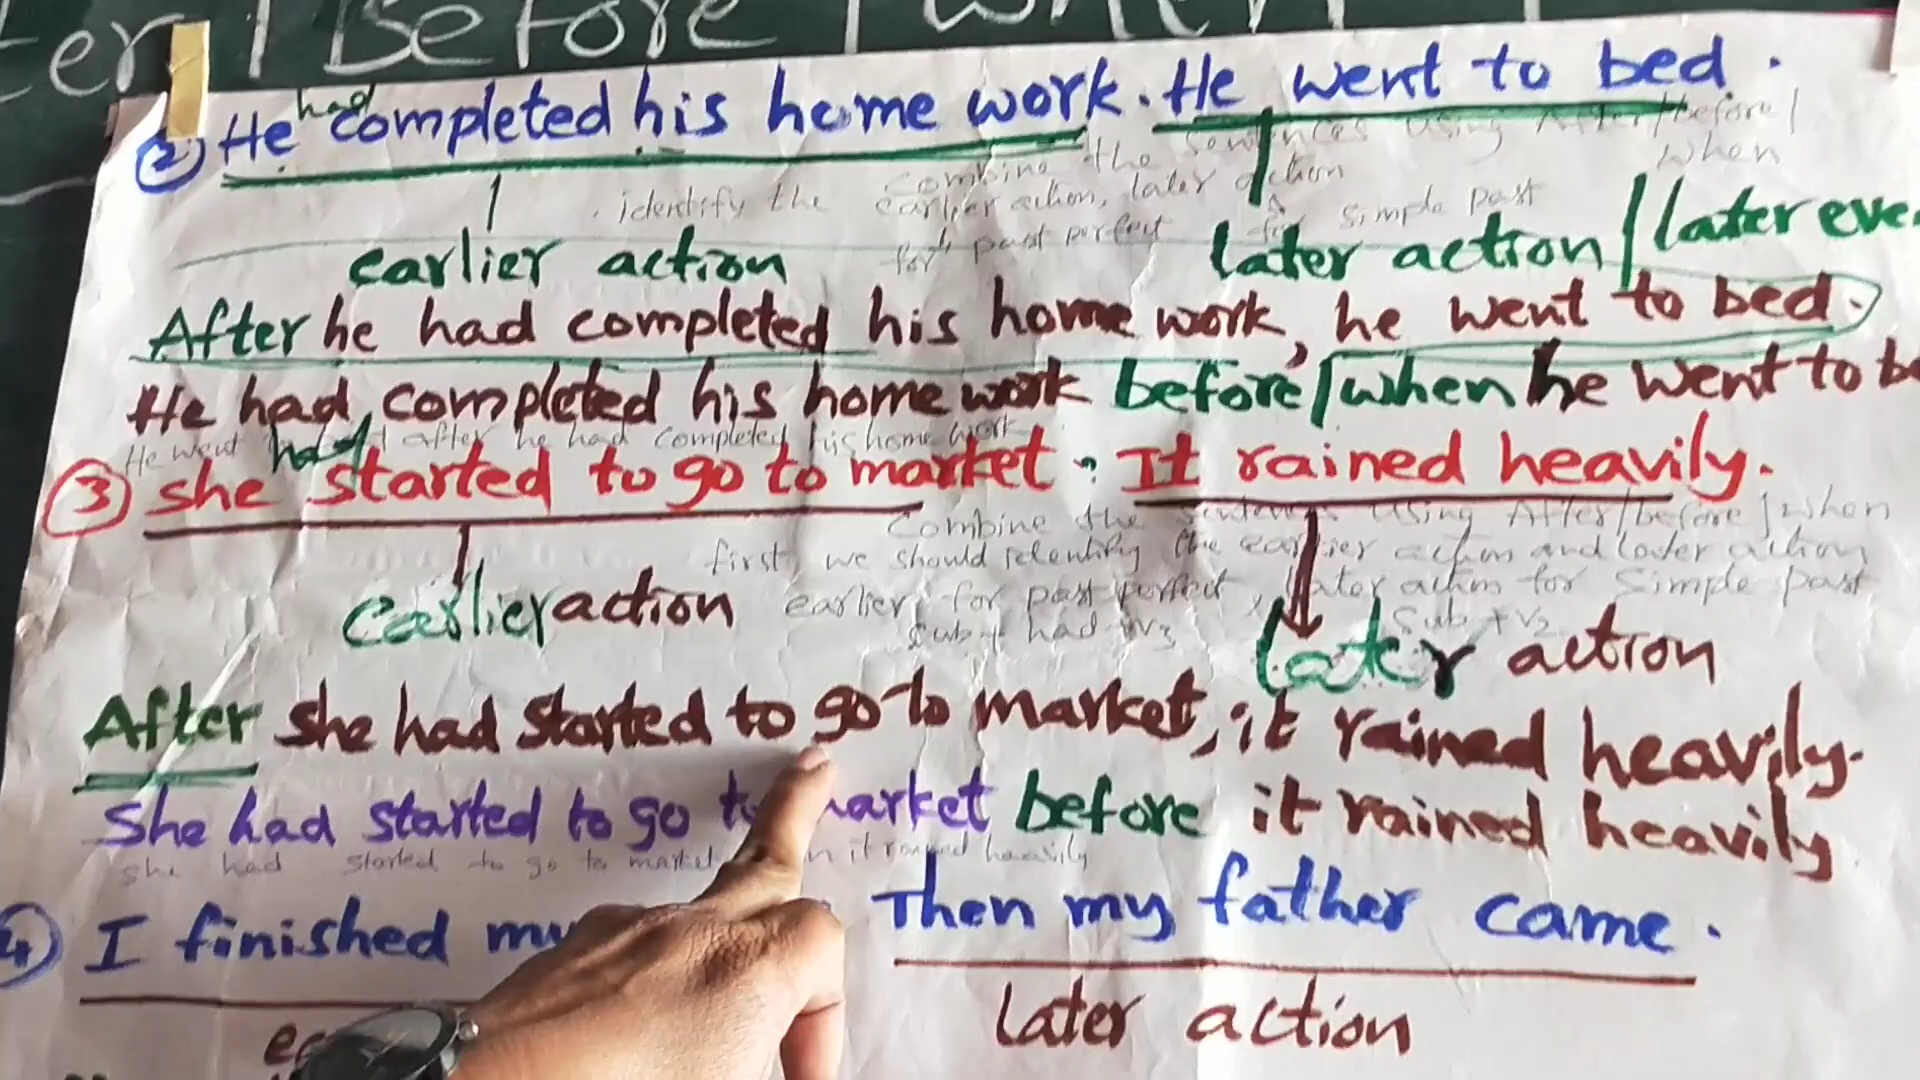 ter / Before / When
had
② He completed his home work. He went to bed.
Combine the sentences using After/before/
when
identify the earlier action, later action
for past perfect for simple past
earlier action later action/later eve
After he had completed his home work, he went to bed.
He had completed his home work before/when he went to be
He went after he had completed his home work
had
③ She started to go to market. It rained heavily.
Combine the sentences using After/before/when
first we should identify the earlier action and later action
earlier for past perfect, later action for simple past
Sub + had + V3 Sub + V2
Earlier action later action
After she had started to go to market, it rained heavily.
She had started to go to market before it rained heavily
she had started to go to market it rained heavily
4) I finished my Then my father came.
later action